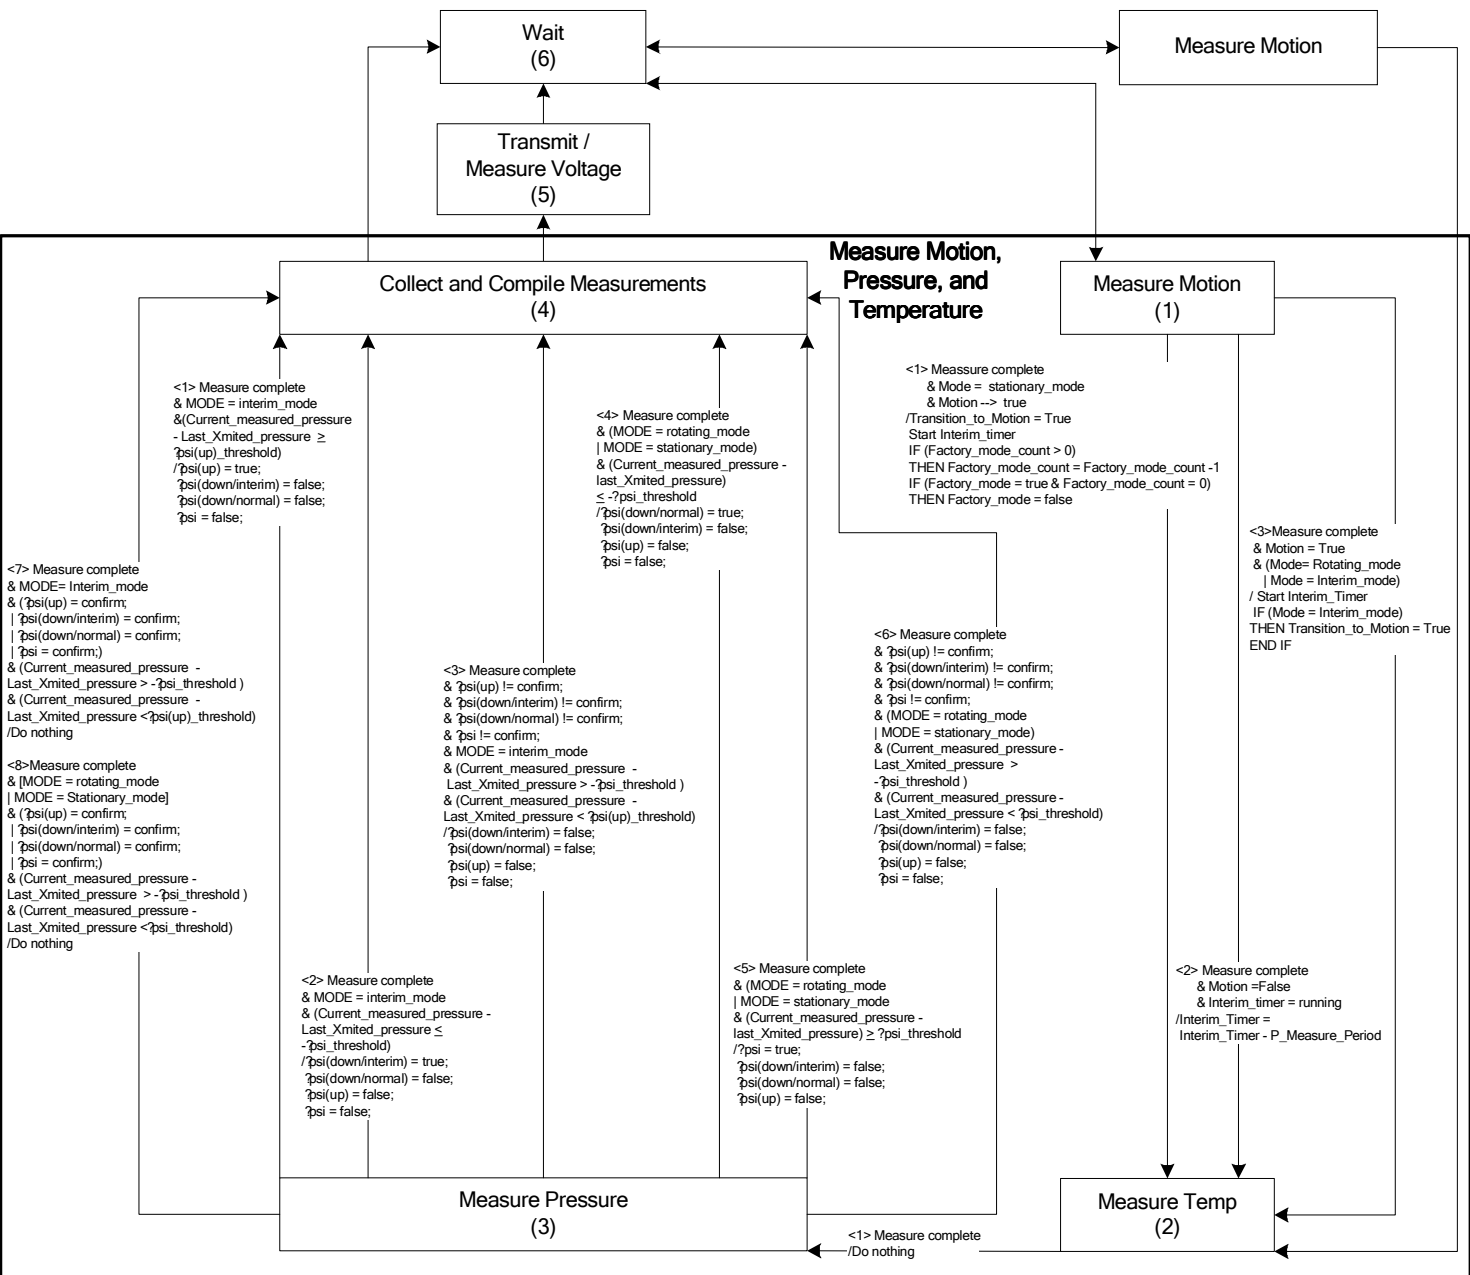 Wait
(6)
Measure Motion
Transmit /
Measure Voltage
(5)
Measure Motion,
Pressure, and
Temperature
Collect and Compile Measurements
(4)
Measure Motion
(1)
<1> Measure complete
& MODE = interim_mode
&(Current_measured_pressure
- Last_Xmited_pressure ≥
?psi(up)_threshold)
/?psi(up) = true;
?psi(down/interim) = false;
?psi(down/normal) = false;
?psi = false;
<4> Measure complete
& (MODE = rotating_mode
| MODE = stationary_mode)
& (Current_measured_pressure -
last_Xmited_pressure)
≤ -?psi_threshold
/?psi(down/normal) = true;
?psi(down/interim) = false;
?psi(up) = false;
?psi = false;
<1> Meassure complete
& Mode = stationary_mode
& Motion --> true
/Transition_to_Motion = True
Start Interim_timer
IF (Factory_mode_count > 0)
THEN Factory_mode_count = Factory_mode_count -1
IF (Factory_mode = true & Factory_mode_count = 0)
THEN Factory_mode = false
<3>Measure complete
& Motion = True
& (Mode= Rotating_mode
| Mode = Interim_mode)
/ Start Interim_Timer
IF (Mode = Interim_mode)
THEN Transition_to_Motion = True
END IF
<7> Measure complete
& MODE= Interim_mode
& (?psi(up) = confirm;
| ?psi(down/interim) = confirm;
| ?psi(down/normal) = confirm;
| ?psi = confirm;)
& (Current_measured_pressure -
Last_Xmited_pressure > -?psi_threshold )
& (Current_measured_pressure -
Last_Xmited_pressure <?psi(up)_threshold)
/Do nothing
<8>Measure complete
& [MODE = rotating_mode
| MODE = Stationary_mode]
& (?psi(up) = confirm;
| ?psi(down/interim) = confirm;
| ?psi(down/normal) = confirm;
| ?psi = confirm;)
& (Current_measured_pressure -
Last_Xmited_pressure > -?psi_threshold )
& (Current_measured_pressure -
Last_Xmited_pressure <?psi_threshold)
/Do nothing
<3> Measure complete
& ?psi(up) != confirm;
& ?psi(down/interim) != confirm;
& ?psi(down/normal) != confirm;
& ?psi != confirm;
& MODE = interim_mode
& (Current_measured_pressure -
Last_Xmited_pressure > -?psi_threshold )
& (Current_measured_pressure -
Last_Xmited_pressure < ?psi(up)_threshold)
/?psi(down/interim) = false;
?psi(down/normal) = false;
?psi(up) = false;
?psi = false;
<6> Measure complete
& ?psi(up) != confirm;
& ?psi(down/interim) != confirm;
& ?psi(down/normal) != confirm;
& ?psi != confirm;
& (MODE = rotating_mode
| MODE = stationary_mode)
& (Current_measured_pressure -
Last_Xmited_pressure >
-?psi_threshold )
& (Current_measured_pressure -
Last_Xmited_pressure < ?psi_threshold)
/?psi(down/interim) = false;
?psi(down/normal) = false;
?psi(up) = false;
?psi = false;
<2> Measure complete
& MODE = interim_mode
& (Current_measured_pressure -
Last_Xmited_pressure ≤
-?psi_threshold)
/?psi(down/interim) = true;
?psi(down/normal) = false;
?psi(up) = false;
?psi = false;
<5> Measure complete
& (MODE = rotating_mode
| MODE = stationary_mode
& (Current_measured_pressure -
last_Xmited_pressure) ≥ ?psi_threshold
/?psi = true;
?psi(down/interim) = false;
?psi(down/normal) = false;
?psi(up) = false;
<2> Measure complete
& Motion =False
& Interim_timer = running
/Interim_Timer =
Interim_Timer - P_Measure_Period
Measure Pressure
(3)
Measure Temp
(2)
<1> Measure complete
/Do nothing